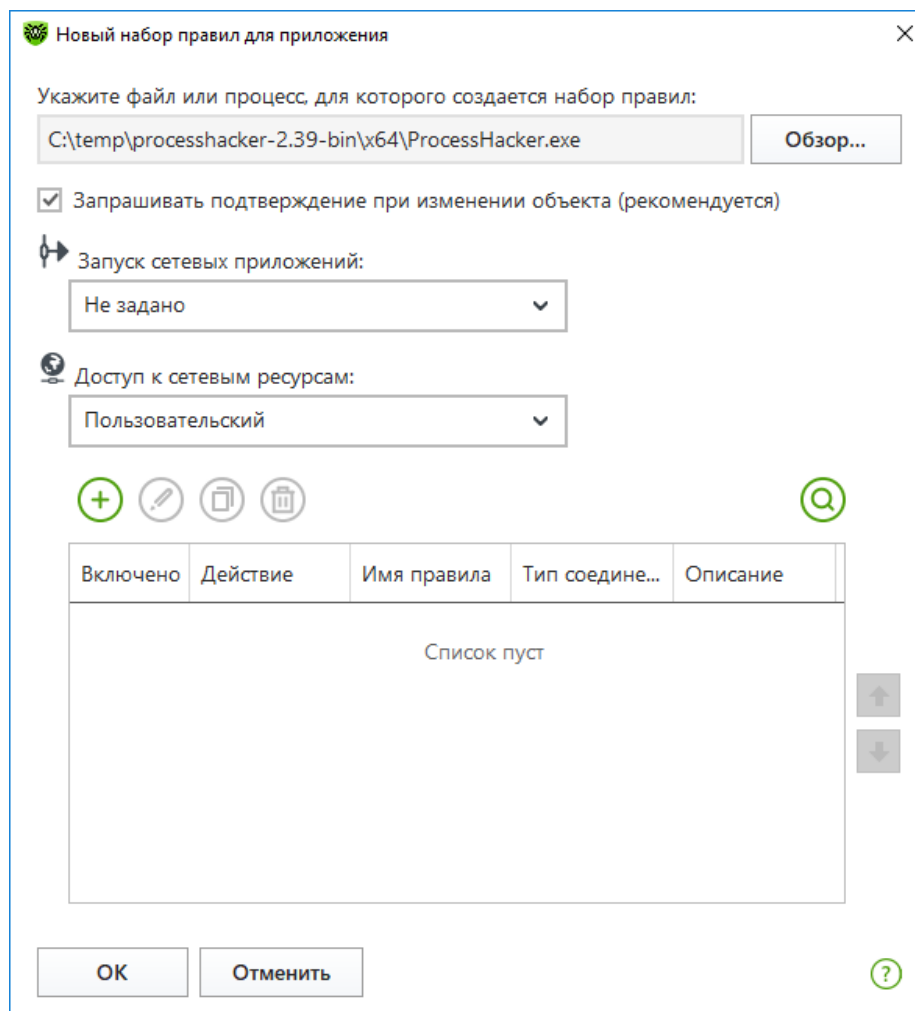 Новый набор правил для приложения
Укажите файл или процесс, для которого создается набор правил:
C:\temp\processhacker-2.39-bin\x64\ProcessHacker.exe
Обзор...
Запрашивать подтверждение при изменении объекта (рекомендуется)
Запуск сетевых приложений:
Не задано
Доступ к сетевым ресурсам:
Пользовательский
Включено Действие Имя правила Тип соедине... Описание
Список пуст
ОК Отменить ?